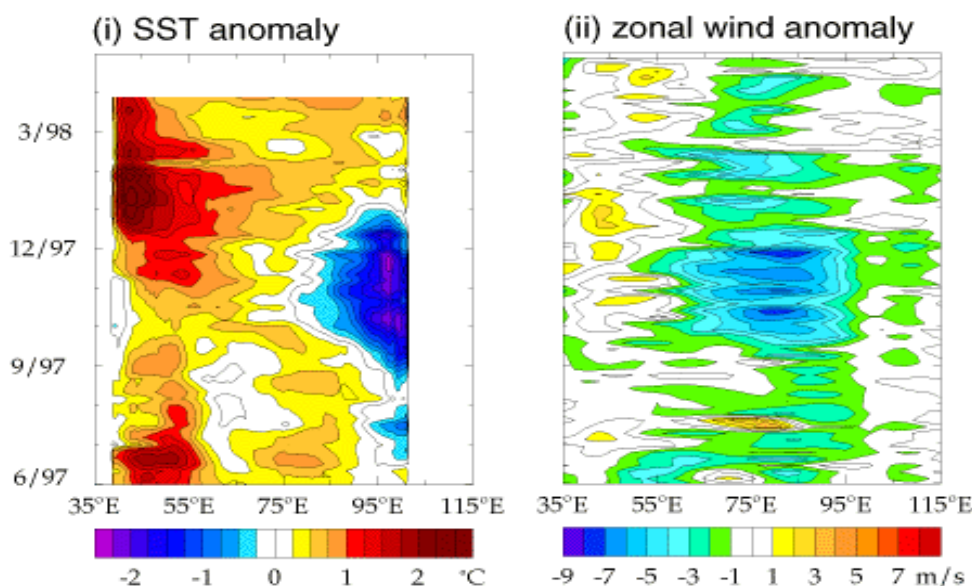 (i) SST anomaly
(ii) zonal wind anomaly
3/98
12/97
9/97
6/97
35°E 55°E 75°E 95°E 115°E
35°E 55°E 75°E 95°E 115°E
-2 -1 0 1 2 °C
-9 -7 -5 -3 -1 1 3 5 7 m/s